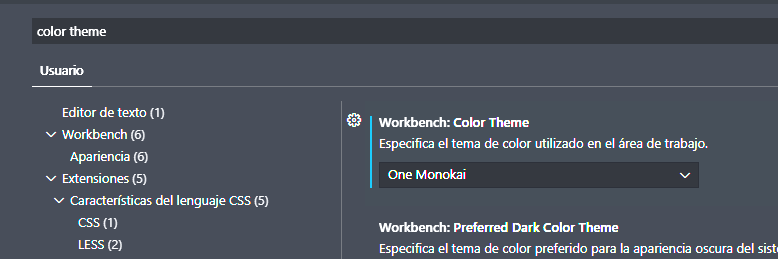 color theme
Usuario
Editor de texto (1)
Workbench (6)
Apariencia (6)
Extensiones (5)
Características del lenguaje CSS (5)
CSS (1)
LESS (2)
Workbench: Color Theme
Especifica el tema de color utilizado en el área de trabajo.
One Monokai
Workbench: Preferred Dark Color Theme
Especifica el tema de color preferido para la apariencia oscura del